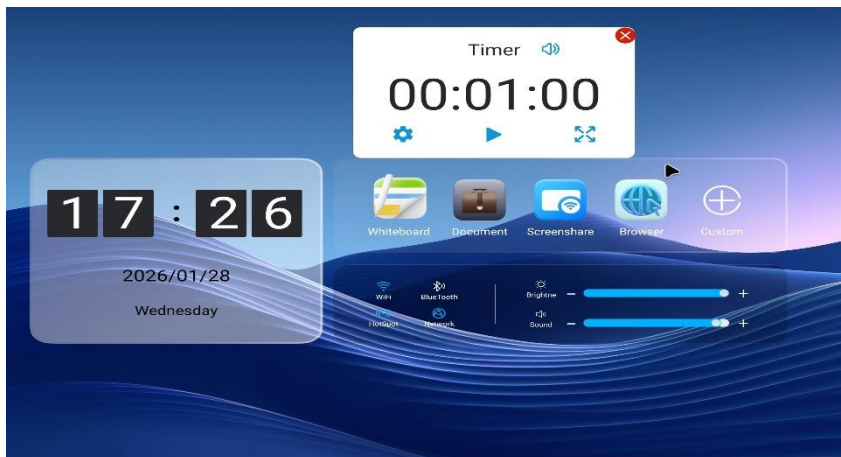 Timer
00:01:00
17:26
2026/01/28
Wednesday
Whiteboard Document Screenshare Browser Custom
WiFi BlueTooth
HotSpot Network
Brightne − +
Sound − +